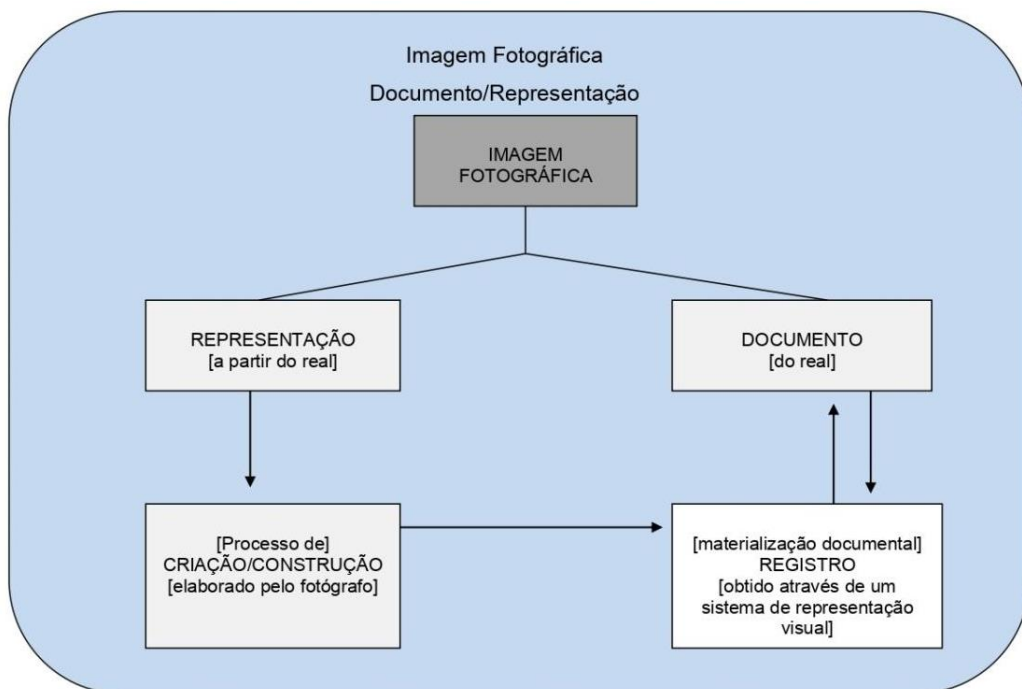 Imagem Fotográfica
Documento/Representação
IMAGEM
FOTOGRÁFICA
REPRESENTAÇÃO
[a partir do real]
DOCUMENTO
[do real]
[Processo de]
CRIAÇÃO/CONSTRUÇÃO
[elaborado pelo fotógrafo]
[materialização documental]
REGISTRO
[obtido através de um
sistema de representação
visual]